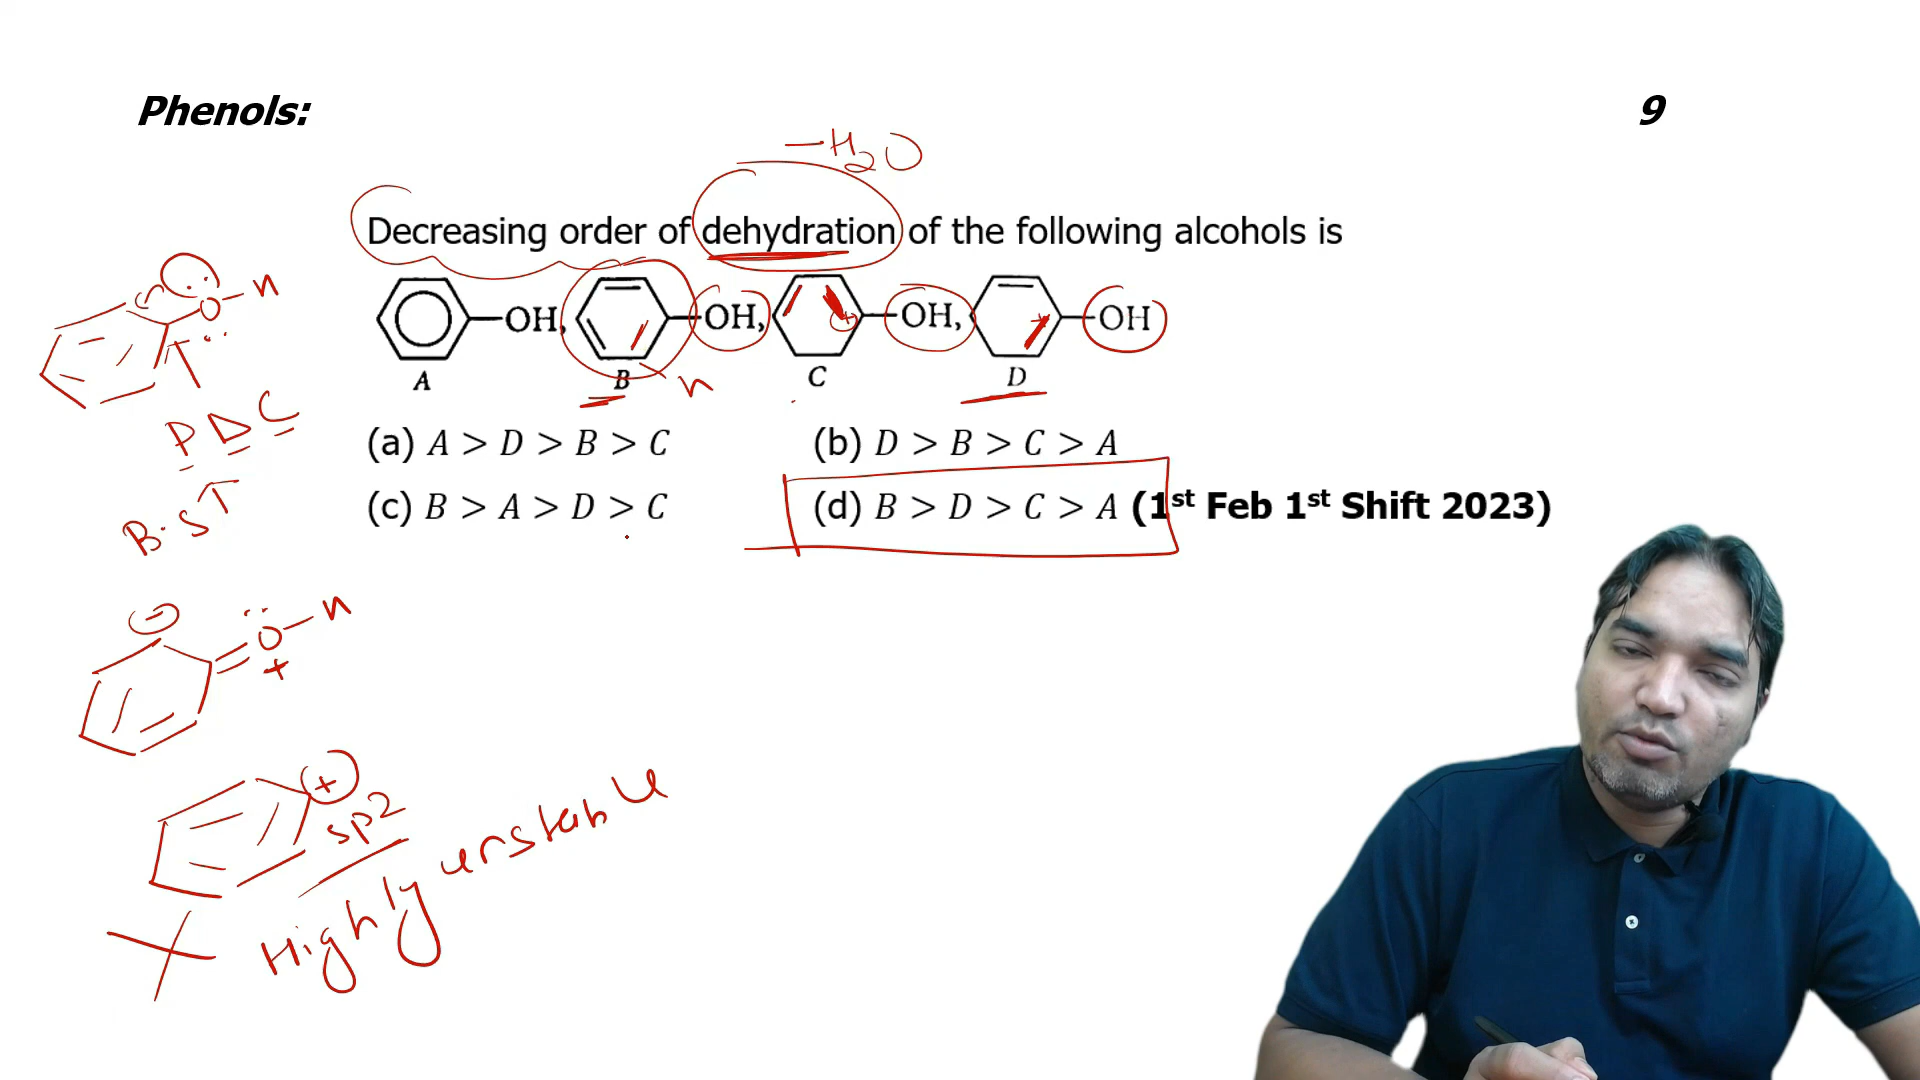 Phenols: 9
−H2O
Decreasing order of dehydration of the following alcohols is
OH, OH, OH, OH
A B C D
n
(a) A > D > B > C (b) D > B > C > A
(c) B > A > D > C (d) B > D > C > A (1st Feb 1st Shift 2023)
O–n
P D C
B.ST
O–n
+
+
sp2
Highly unstable